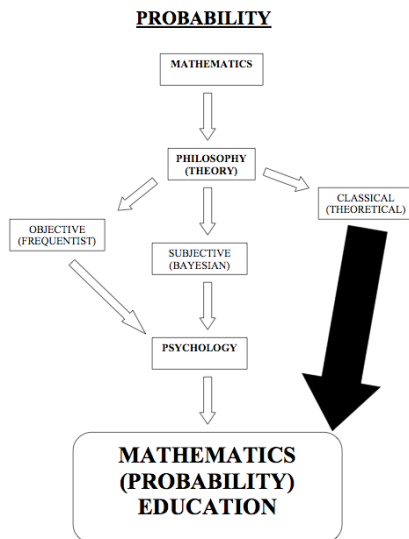 PROBABILITY
MATHEMATICS
PHILOSOPHY
(THEORY)
CLASSICAL
(THEORETICAL)
OBJECTIVE
(FREQUENTIST)
SUBJECTIVE
(BAYESIAN)
PSYCHOLOGY
MATHEMATICS
(PROBABILITY)
EDUCATION